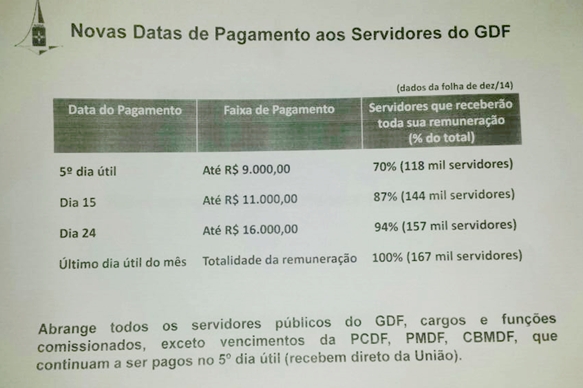 Novas Datas de Pagamento aos Servidores do GDF
(dados da folha de dez/14)
Data do Pagamento Faixa de Pagamento Servidores que receberão
toda sua remuneração
(% do total)
5º dia útil Até R$ 9.000,00 70% (118 mil servidores)
Dia 15 Até R$ 11.000,00 87% (144 mil servidores)
Dia 24 Até R$ 16.000,00 94% (157 mil servidores)
Último dia útil do mês Totalidade da remuneração 100% (167 mil servidores)
Abrange todos os servidores públicos do GDF, cargos e funções
comissionados, exceto vencimentos da PCDF, PMDF, CBMDF, que
continuam a ser pagos no 5º dia útil (recebem direto da União).